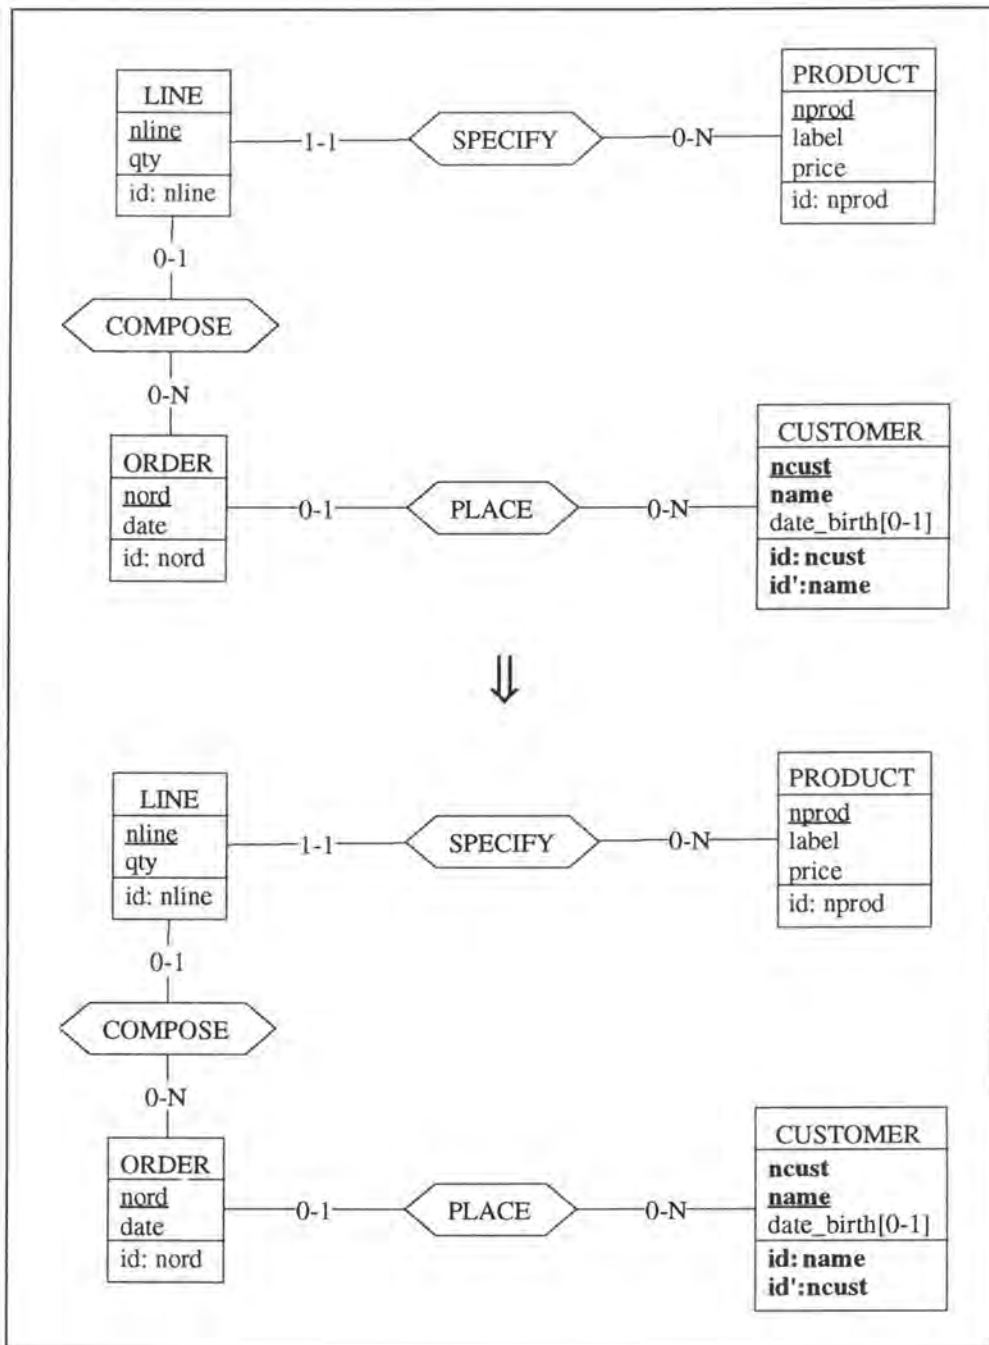 LINE
nline
qty
id: nline
1-1
SPECIFY
0-N
PRODUCT
nprod
label
price
id: nprod
0-1
COMPOSE
0-N
ORDER
nord
date
id: nord
0-1
PLACE
0-N
CUSTOMER
ncust
name
date_birth[0-1]
id: ncust
id':name
⇓
LINE
nline
qty
id: nline
1-1
SPECIFY
0-N
PRODUCT
nprod
label
price
id: nprod
0-1
COMPOSE
0-N
ORDER
nord
date
id: nord
0-1
PLACE
0-N
CUSTOMER
ncust
name
date_birth[0-1]
id: name
id':ncust